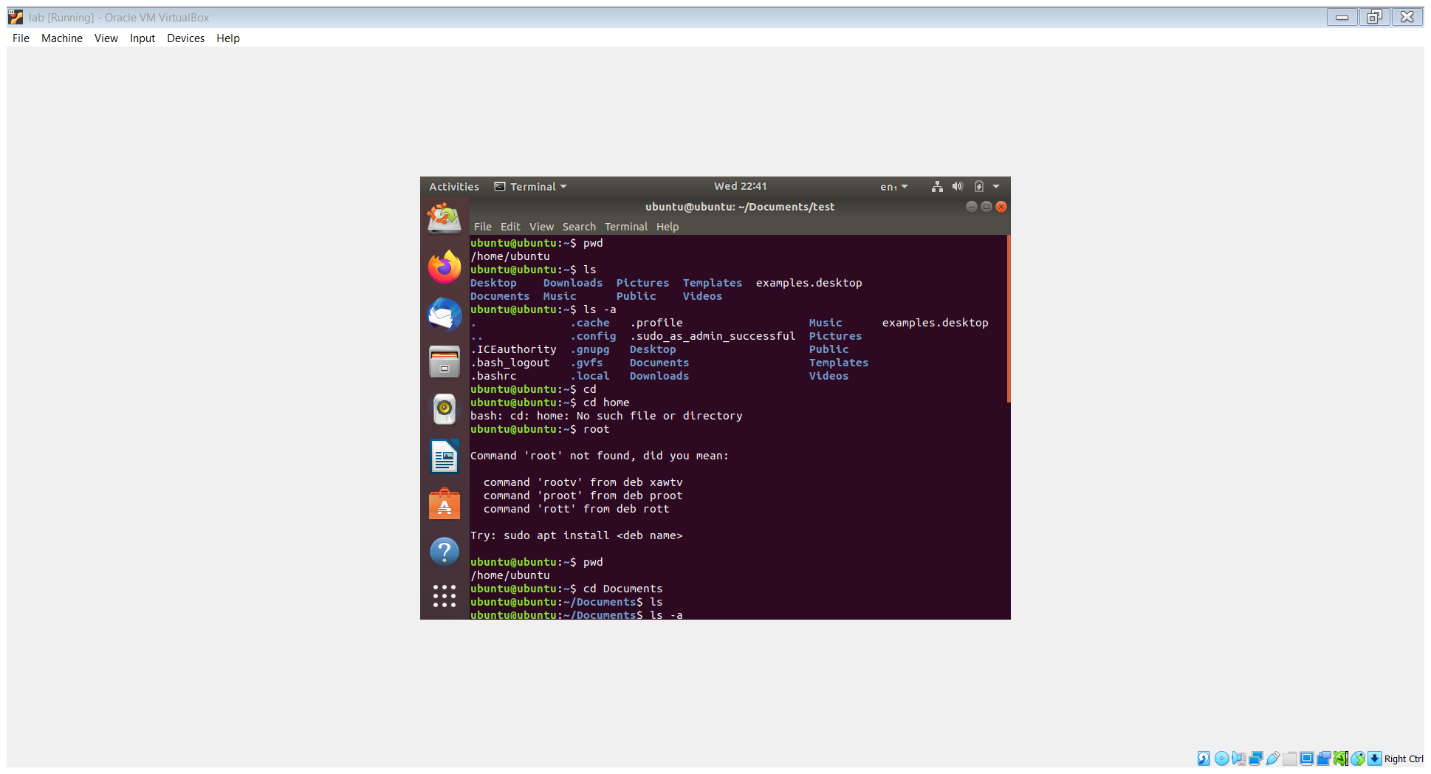 lab [Running] - Oracle VM VirtualBox
File Machine View Input Devices Help
Activities Terminal Wed 22:41 en₁
ubuntu@ubuntu: ~/Documents/test
File Edit View Search Terminal Help
ubuntu@ubuntu:~$ pwd
/home/ubuntu
ubuntu@ubuntu:~$ ls
Desktop Downloads Pictures Templates examples.desktop
Documents Music Public Videos
ubuntu@ubuntu:~$ ls -a
. .cache .profile Music examples.desktop
.. .config .sudo_as_admin_successful Pictures
.ICEauthority .gnupg Desktop Public
.bash_logout .gvfs Documents Templates
.bashrc .local Downloads Videos
ubuntu@ubuntu:~$ cd
ubuntu@ubuntu:~$ cd home
bash: cd: home: No such file or directory
ubuntu@ubuntu:~$ root
Command 'root' not found, did you mean:
command 'rootv' from deb xawtv
command 'proot' from deb proot
command 'rott' from deb rott
Try: sudo apt install <deb name>
ubuntu@ubuntu:~$ pwd
/home/ubuntu
ubuntu@ubuntu:~$ cd Documents
ubuntu@ubuntu:~/Documents$ ls
ubuntu@ubuntu:~/Documents$ ls -a
Right Ctrl